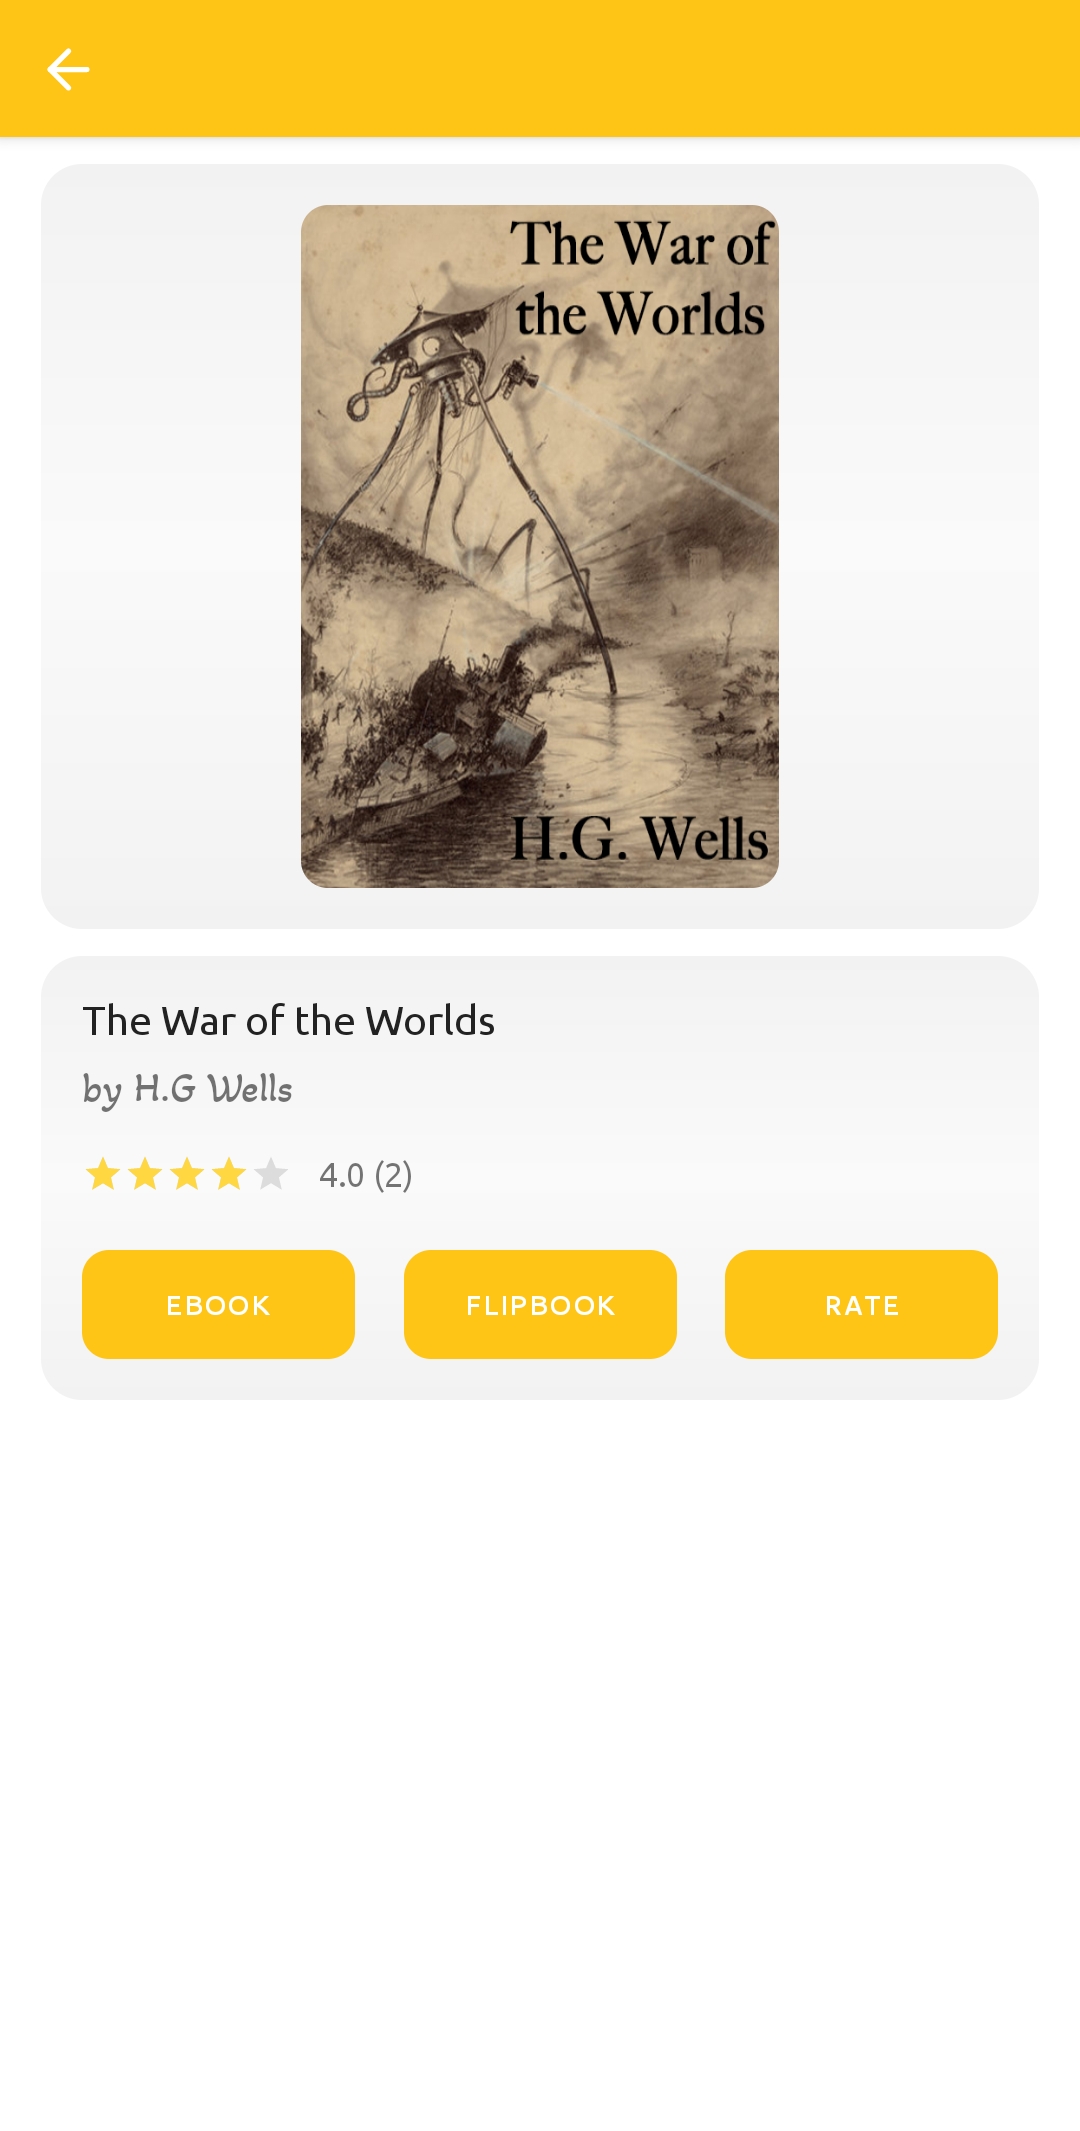 The War of
the Worlds
H.G. Wells
The War of the Worlds
by H.G Wells
4.0 (2)
EBOOK
FLIPBOOK
RATE